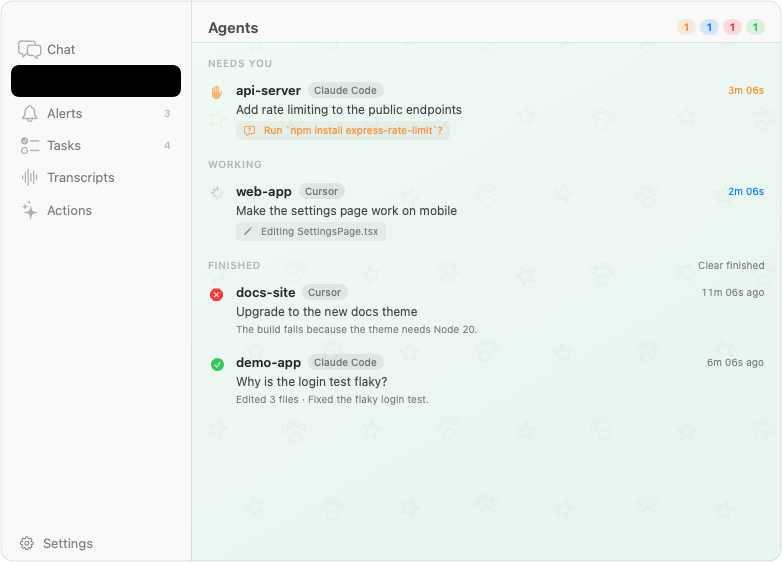 Chat
Alerts 3
Tasks 4
Transcripts
Actions
Settings
Agents 1 1 1 1
NEEDS YOU
api-server Claude Code 3m 06s
Add rate limiting to the public endpoints
Run `npm install express-rate-limit`?
WORKING
web-app Cursor 2m 06s
Make the settings page work on mobile
Editing SettingsPage.tsx
FINISHED Clear finished
docs-site Cursor 11m 06s ago
Upgrade to the new docs theme
The build fails because the theme needs Node 20.
demo-app Claude Code 6m 06s ago
Why is the login test flaky?
Edited 3 files · Fixed the flaky login test.